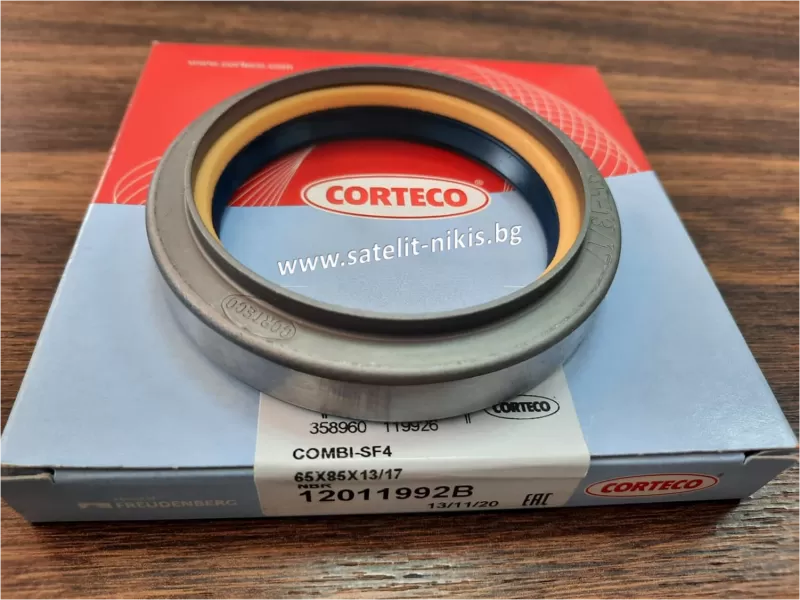 www.corteco.com
CORTECO
www.satelit-nikis.bg
CORTECO
358960 119926
CORTECO
COMBI-SF4
65X85X13/17
NBR
12011992B
13/11/20
EAC
CORTECO
FREUDENBERG